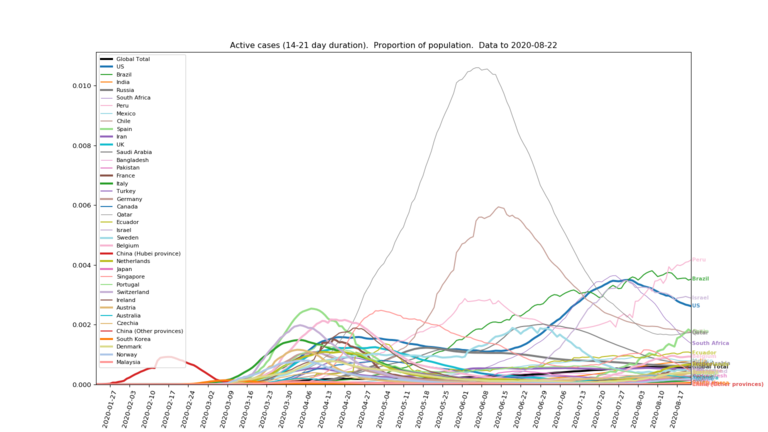 Active cases (14-21 day duration).  Proportion of population.  Data to 2020-08-22
0.010
0.008
0.006
0.004
0.002
0.000
Global Total
US
Brazil
India
Russia
South Africa
Peru
Mexico
Chile
Spain
Iran
UK
Saudi Arabia
Bangladesh
Pakistan
France
Italy
Turkey
Germany
Canada
Qatar
Ecuador
Israel
Sweden
Belgium
China (Hubei province)
Netherlands
Japan
Singapore
Portugal
Switzerland
Ireland
Austria
Australia
Czechia
China (Other provinces)
South Korea
Denmark
Norway
Malaysia
Peru
Brazil
Israel
US
South Africa
Ecuador
Global Total
China (Other provinces)
2020-01-27
2020-02-03
2020-02-10
2020-02-17
2020-02-24
2020-03-02
2020-03-09
2020-03-16
2020-03-23
2020-03-30
2020-04-06
2020-04-13
2020-04-20
2020-04-27
2020-05-04
2020-05-11
2020-05-18
2020-05-25
2020-06-01
2020-06-08
2020-06-15
2020-06-22
2020-06-29
2020-07-06
2020-07-13
2020-07-20
2020-07-27
2020-08-03
2020-08-10
2020-08-17